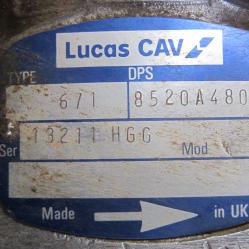 Lucas CAV
TYPE DPS
671 8520A480
Ser 13211 HGG Mod
Made in UK